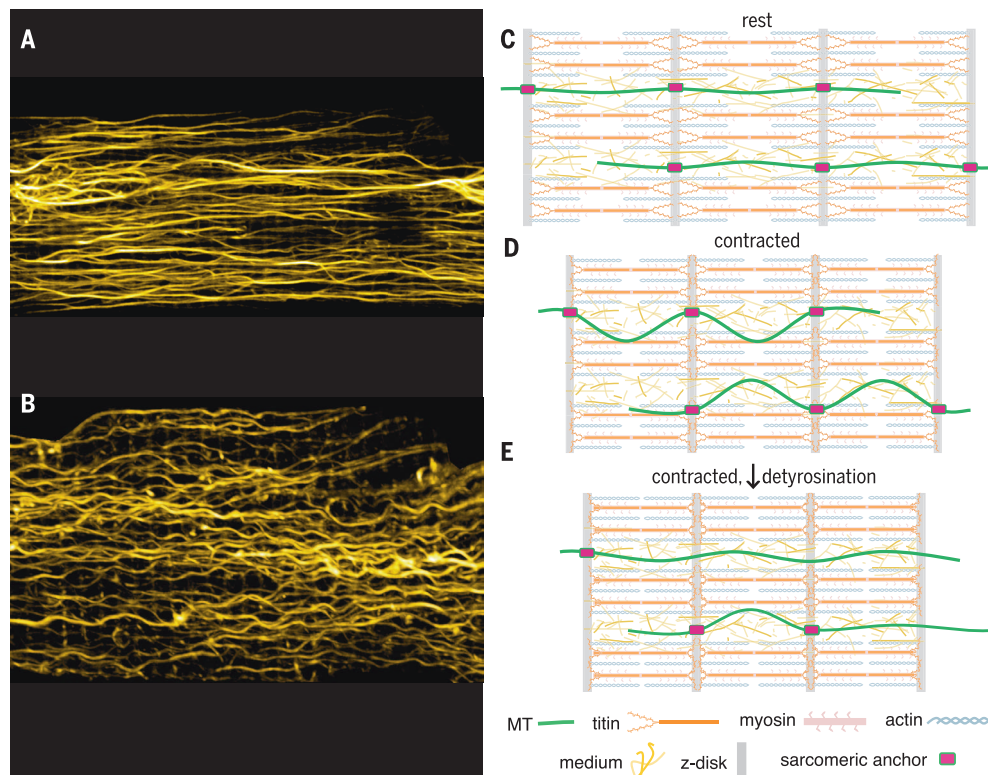 A
B
C
rest
D
contracted
E
contracted, ↓ detyrosination
MT titin myosin actin
medium z-disk sarcomeric anchor